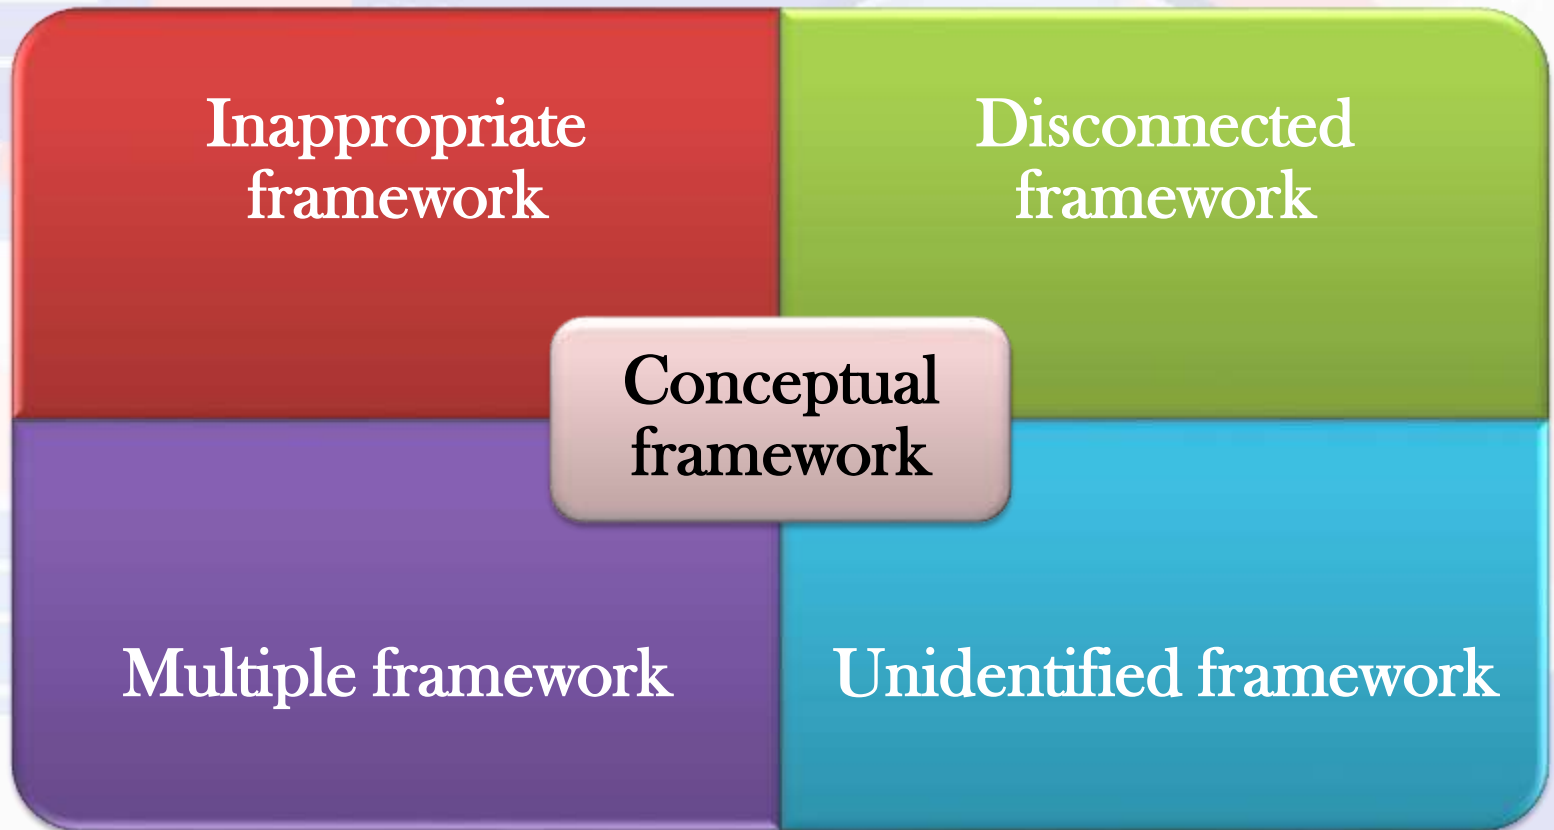 Inappropriate
framework
Disconnected
framework
Conceptual
framework
Multiple framework
Unidentified framework